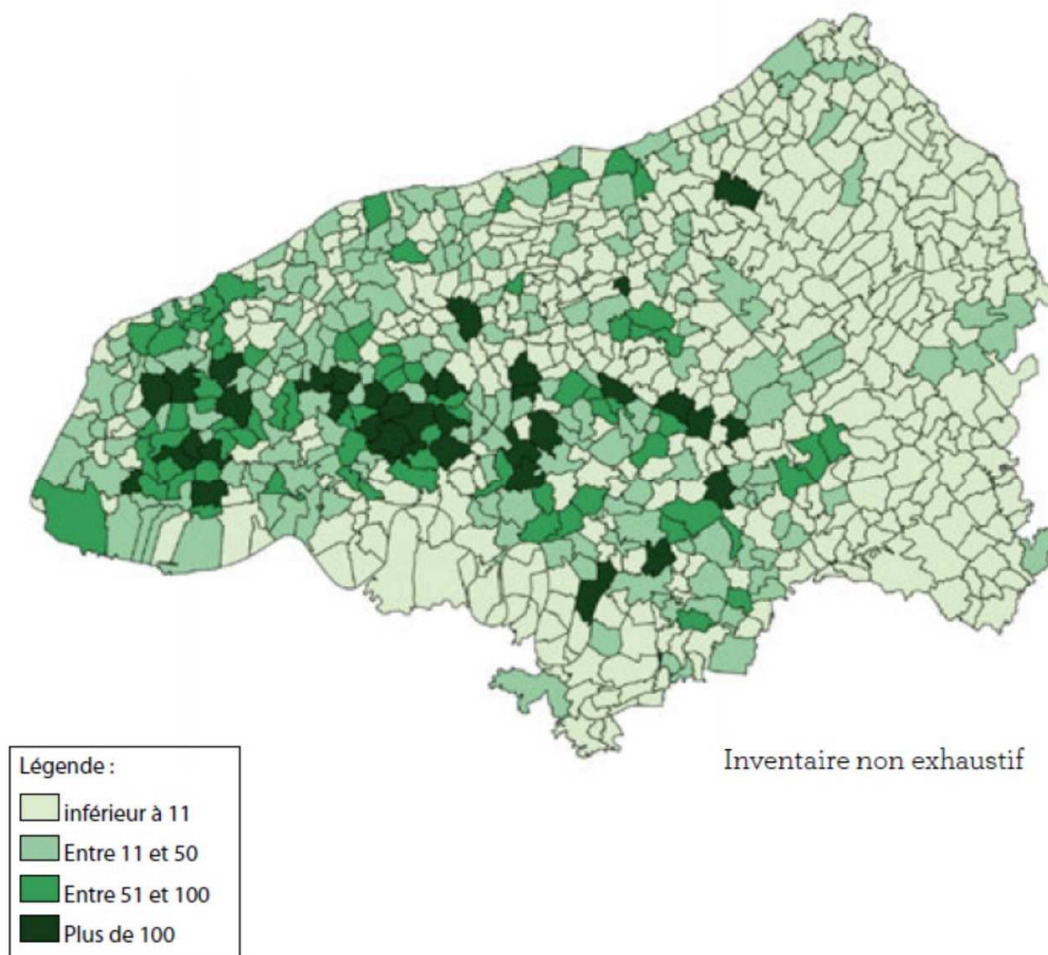 Inventaire non exhaustif
Légende :
inférieur à 11
Entre 11 et 50
Entre 51 et 100
Plus de 100